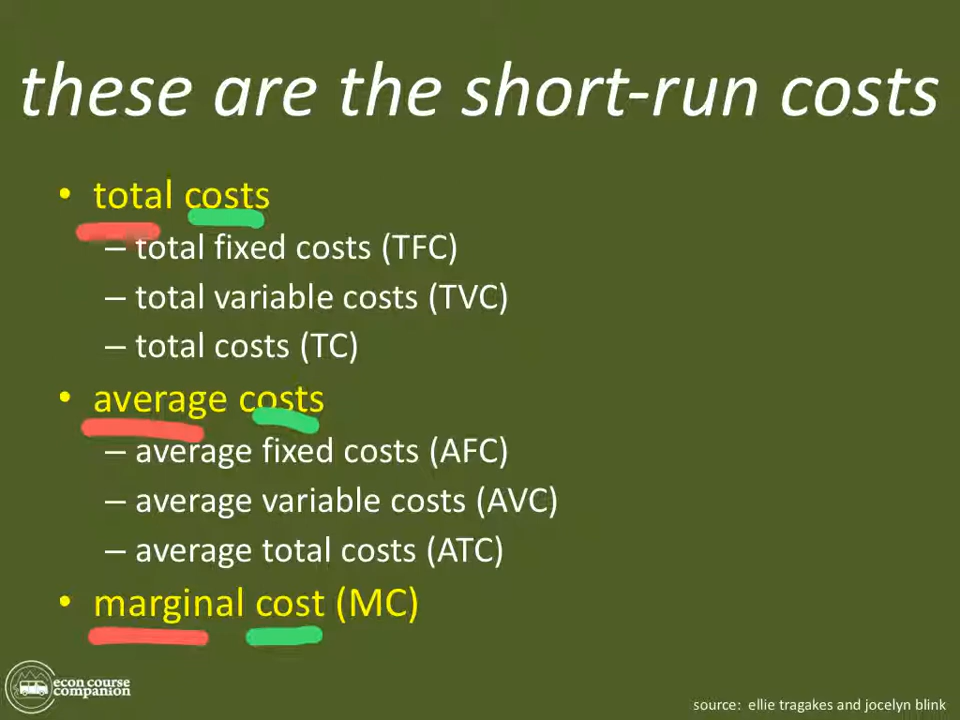 these are the short-run costs
• total costs
– total fixed costs (TFC)
– total variable costs (TVC)
– total costs (TC)
• average costs
– average fixed costs (AFC)
– average variable costs (AVC)
– average total costs (ATC)
• marginal cost (MC)
econ course
companion
source: ellie tragakes and jocelyn blink